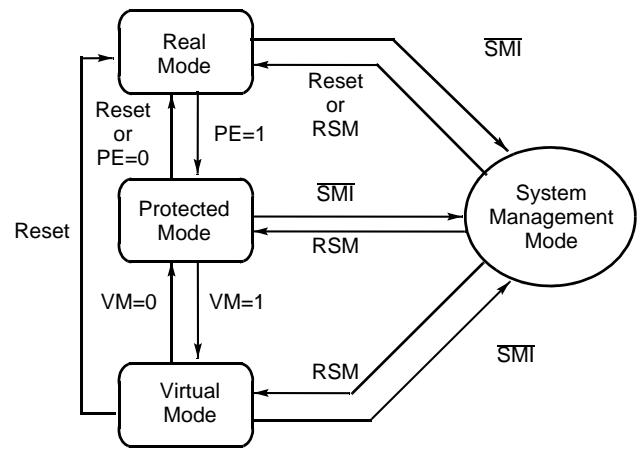 Real
Mode
SMI
Reset
or
RSM
Reset
or
PE=0
PE=1
Protected
Mode
SMI
RSM
System
Management
Mode
Reset
VM=0
VM=1
SMI
RSM
Virtual
Mode